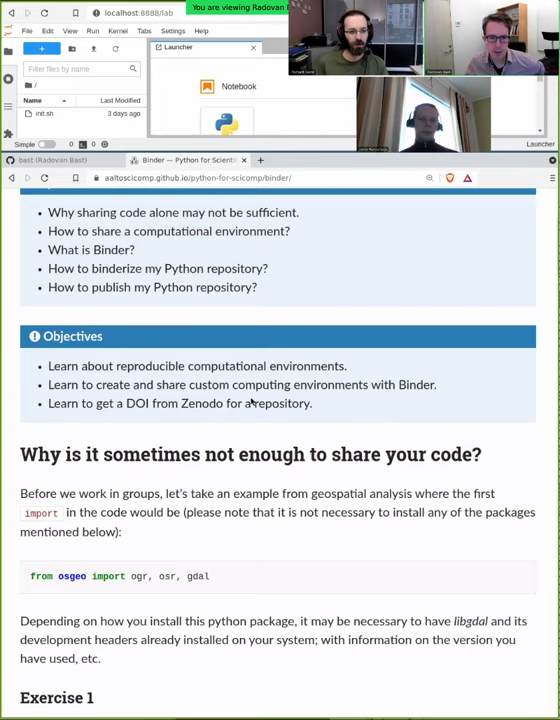 You are viewing Radovan B
localhost:8888/lab
File Edit View Run Kernel Tabs Settings Help
Launcher
Filter files by name
/
Name Last Modified
init.sh 3 days ago
Notebook
Simple 0 0
Launcher
bast (Radovan Bast)
Binder — Python for Scienti
aaltoscicomp.github.io/python-for-scicomp/binder/
Why sharing code alone may not be sufficient.
How to share a computational environment?
What is Binder?
How to binderize my Python repository?
How to publish my Python repository?
Objectives
Learn about reproducible computational environments.
Learn to create and share custom computing environments with Binder.
Learn to get a DOI from Zenodo for a repository.
Why is it sometimes not enough to share your code?
Before we work in groups, let's take an example from geospatial analysis where the first
import in the code would be (please note that it is not necessary to install any of the packages
mentioned below):
from osgeo import ogr, osr, gdal
Depending on how you install this python package, it may be necessary to have libgdal and its
development headers already installed on your system; with information on the version you
have used, etc.
Exercise 1